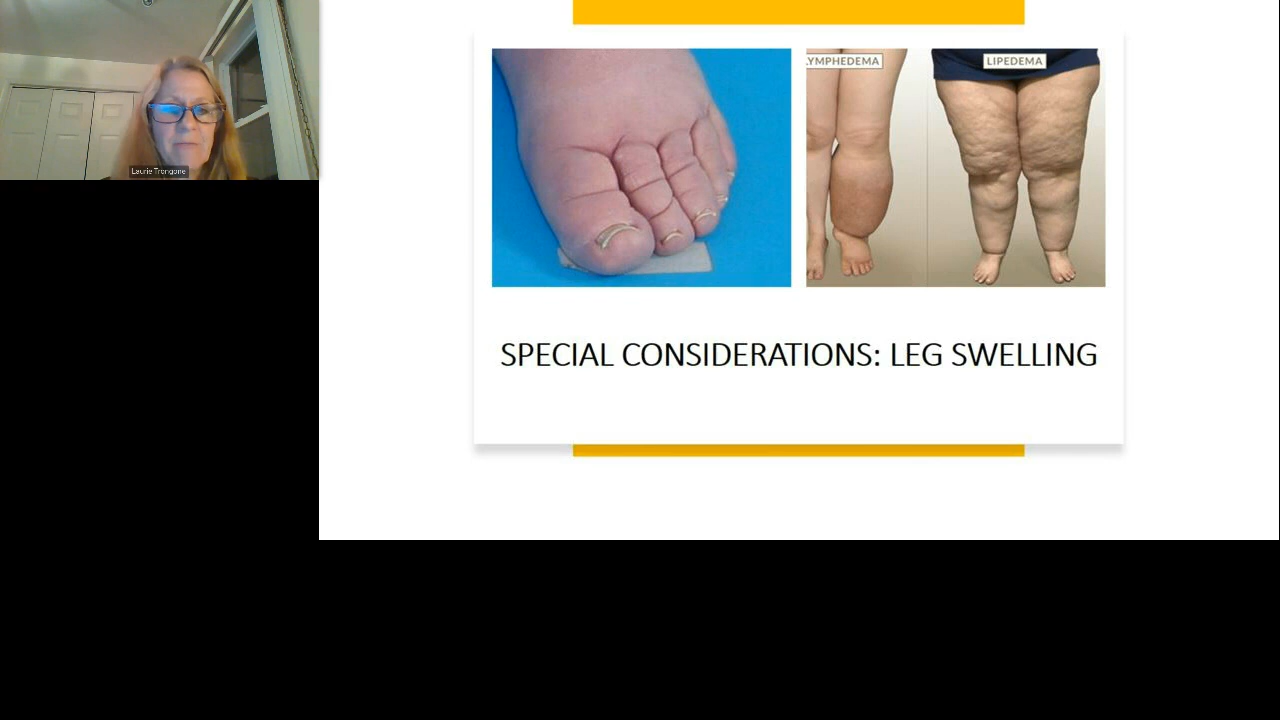 Laurie Trongone
YMPHEDEMA
LIPEDEMA
SPECIAL CONSIDERATIONS: LEG SWELLING